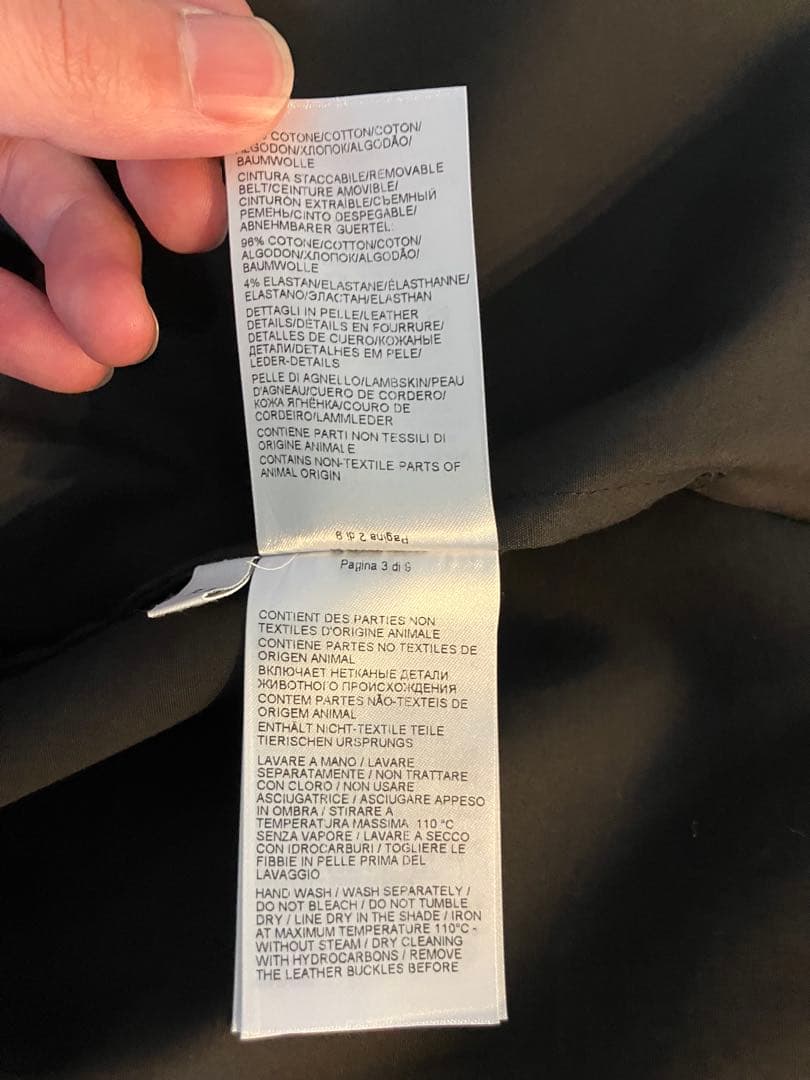 COTONE/COTTON/COTON/
ALGODON/ХЛОПОК/ALGODÃO/
BAUMWOLLE
CINTURA STACCABILE/REMOVABLE
BELT/CEINTURE AMOVIBLE/
CINTURÓN EXTRAÍBLE/СЪЕМНЫЙ
РЕМЕНЬ/CINTO DESPEGABLE/
ABNEHMBARER GUERTEL:
96% COTONE/COTTON/COTON/
ALGODON/ХЛОПОК/ALGODÃO/
BAUMWOLLE
4% ELASTAN/ELASTANE/ÉLASTHANNE/
ELASTANO/ЭЛАСТАН/ELASTHAN
DETTAGLI IN PELLE/LEATHER
DETAILS/DÉTAILS EN FOURRURE/
DETALLES DE CUERO/КОЖАНЫЕ
ДЕТАЛИ/DETALHES EM PELE/
LEDER-DETAILS
PELLE DI AGNELLO/LAMBSKIN/PEAU
D'AGNEAU/CUERO DE CORDERO/
КОЖА ЯГНЁНКА/COURO DE
CORDEIRO/LAMMLEDER
CONTIENE PARTI NON TESSILI DI
ORIGINE ANIMALE
CONTAINS NON-TEXTILE PARTS OF
ANIMAL ORIGIN
Pagina 2 di 9
Pagina 3 di 9
CONTIENT DES PARTIES NON
TEXTILES D'ORIGINE ANIMALE
CONTIENE PARTES NO TEXTILES DE
ORIGEN ANIMAL
ВКЛЮЧАЕТ НЕТКАНЫЕ ДЕТАЛИ
ЖИВОТНОГО ПРОИСХОЖДЕНИЯ
CONTEM PARTES NÃO-TEXTEIS DE
ORIGEM ANIMAL
ENTHÄLT NICHT-TEXTILE TEILE
TIERISCHEN URSPRUNGS
LAVARE A MANO / LAVARE
SEPARATAMENTE / NON TRATTARE
CON CLORO / NON USARE
ASCIUGATRICE / ASCIUGARE APPESO
IN OMBRA / STIRARE A
TEMPERATURA MASSIMA 110 °C
SENZA VAPORE / LAVARE A SECCO
CON IDROCARBURI / TOGLIERE LE
FIBBIE IN PELLE PRIMA DEL
LAVAGGIO
HAND WASH / WASH SEPARATELY /
DO NOT BLEACH / DO NOT TUMBLE
DRY / LINE DRY IN THE SHADE / IRON
AT MAXIMUM TEMPERATURE 110°C -
WITHOUT STEAM / DRY CLEANING
WITH HYDROCARBONS / REMOVE
THE LEATHER BUCKLES BEFORE